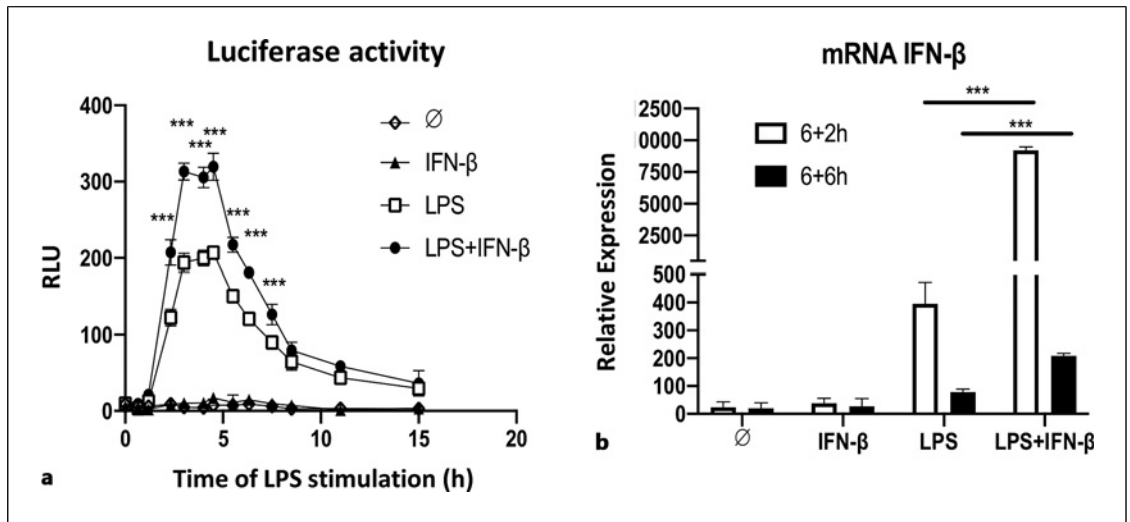 Luciferase activity
400
300
200
100
0
RLU
***
***
***
***
***
***
***
∅
IFN-β
LPS
LPS+IFN-β
0
5
10
15
20
Time of LPS stimulation (h)
a
mRNA IFN-β
2500
0000
7500
5000
2500
500
400
300
200
100
0
Relative Expression
***
***
6+2h
6+6h
∅
IFN-β
LPS
LPS+IFN-β
b